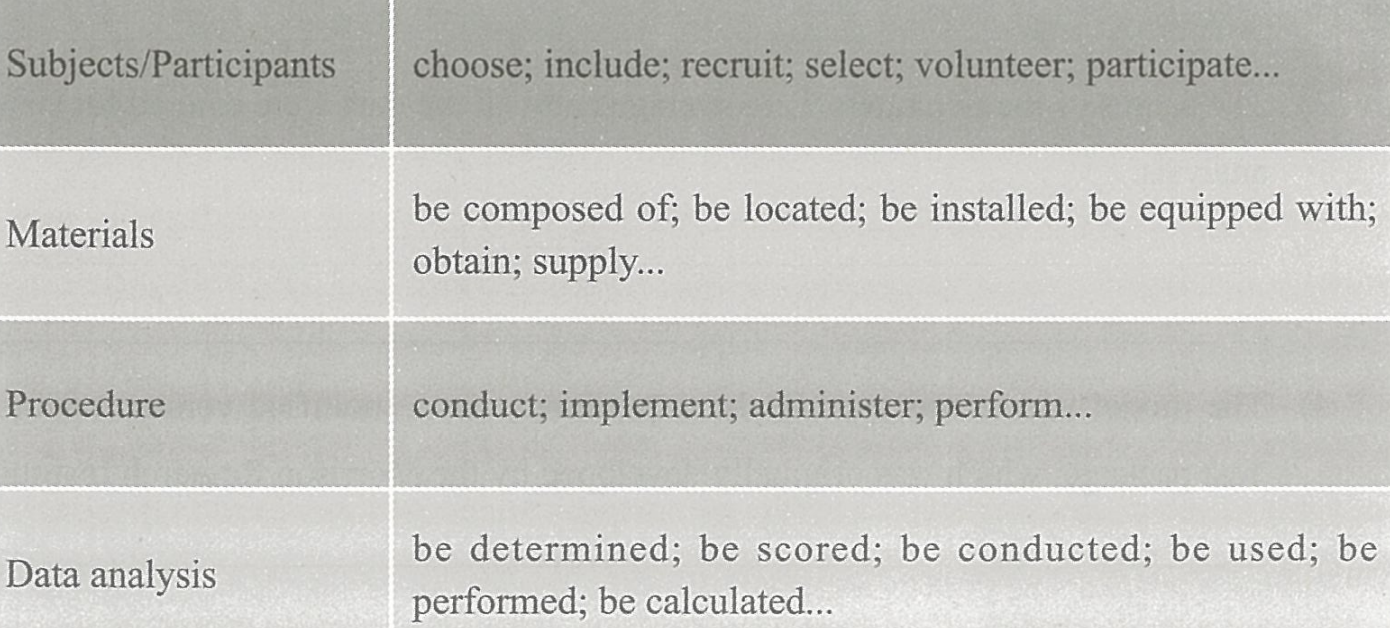 Subjects/Participants
choose; include; recruit; select; volunteer; participate...
Materials
be composed of; be located; be installed; be equipped with;
obtain; supply...
Procedure
conduct; implement; administer; perform...
Data analysis
be determined; be scored; be conducted; be used; be
performed; be calculated...